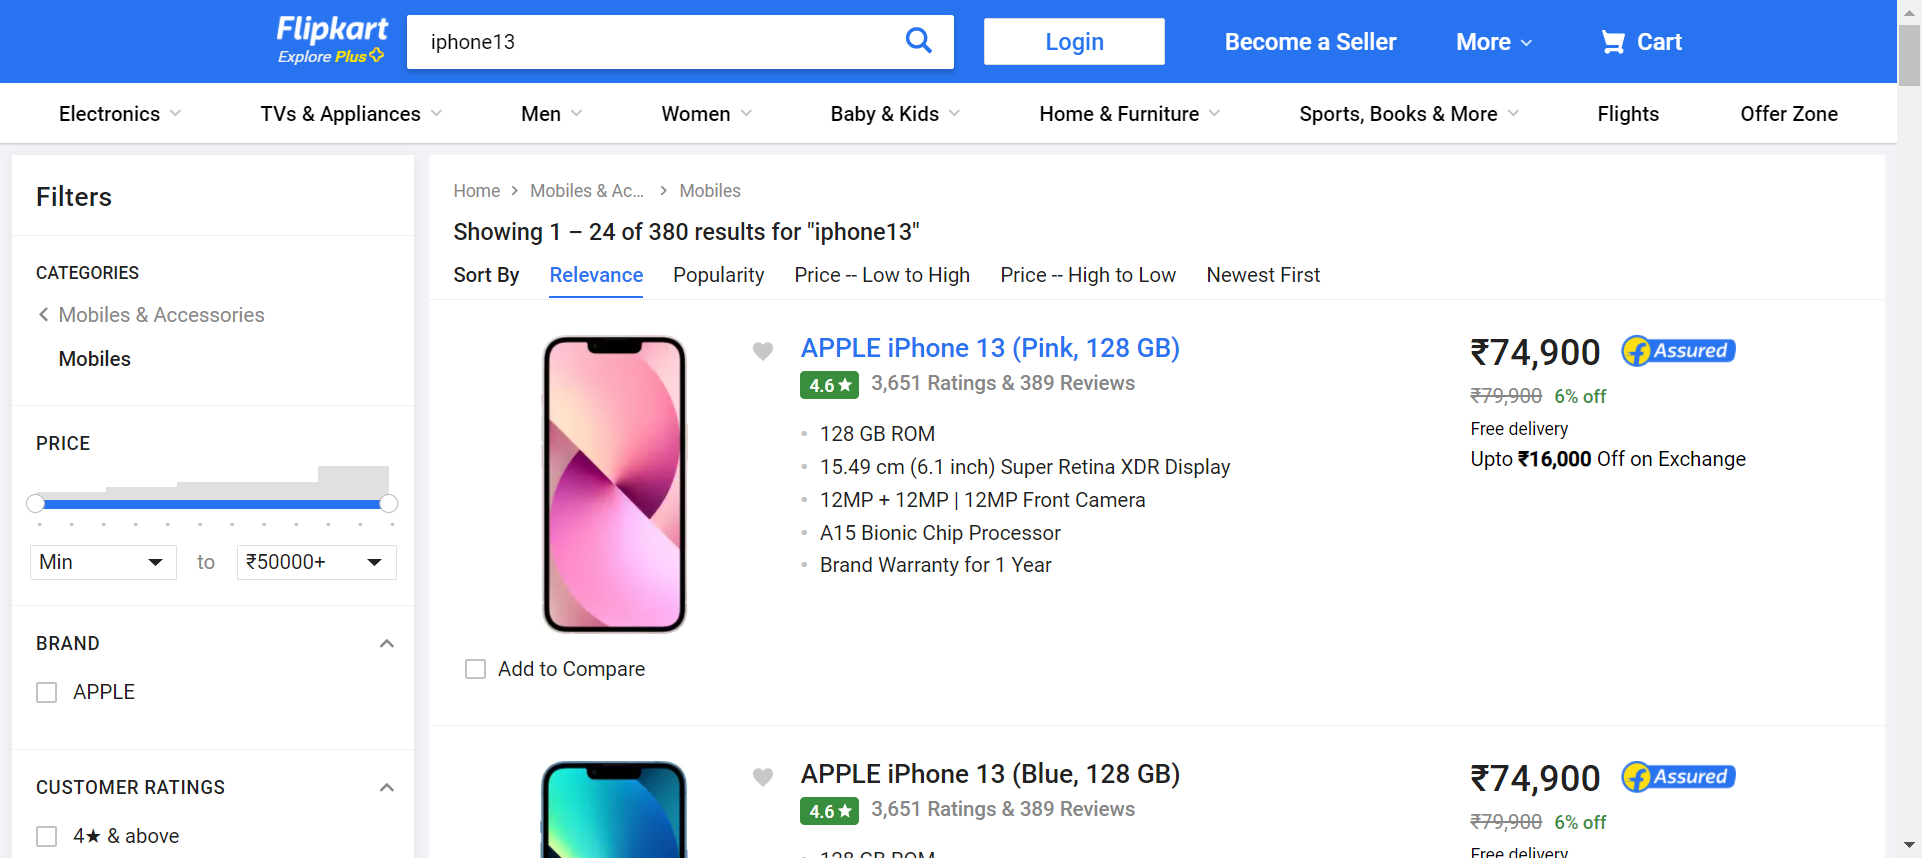 Flipkart
Explore Plus
iphone13
Login
Become a Seller
More
Cart
Electronics
TVs & Appliances
Men
Women
Baby & Kids
Home & Furniture
Sports, Books & More
Flights
Offer Zone
Filters
CATEGORIES
Mobiles & Accessories
Mobiles
PRICE
Min
to
₹50000+
BRAND
APPLE
CUSTOMER RATINGS
4★ & above
Home
Mobiles & Ac...
Mobiles
Showing 1 – 24 of 380 results for "iphone13"
Sort By
Relevance
Popularity
Price -- Low to High
Price -- High to Low
Newest First
APPLE iPhone 13 (Pink, 128 GB)
4.6★
3,651 Ratings & 389 Reviews
128 GB ROM
15.49 cm (6.1 inch) Super Retina XDR Display
12MP + 12MP | 12MP Front Camera
A15 Bionic Chip Processor
Brand Warranty for 1 Year
₹74,900
Assured
₹79,900
6% off
Free delivery
Upto ₹16,000 Off on Exchange
Add to Compare
APPLE iPhone 13 (Blue, 128 GB)
4.6★
3,651 Ratings & 389 Reviews
128 GB ROM
₹74,900
Assured
₹79,900
6% off
Free delivery